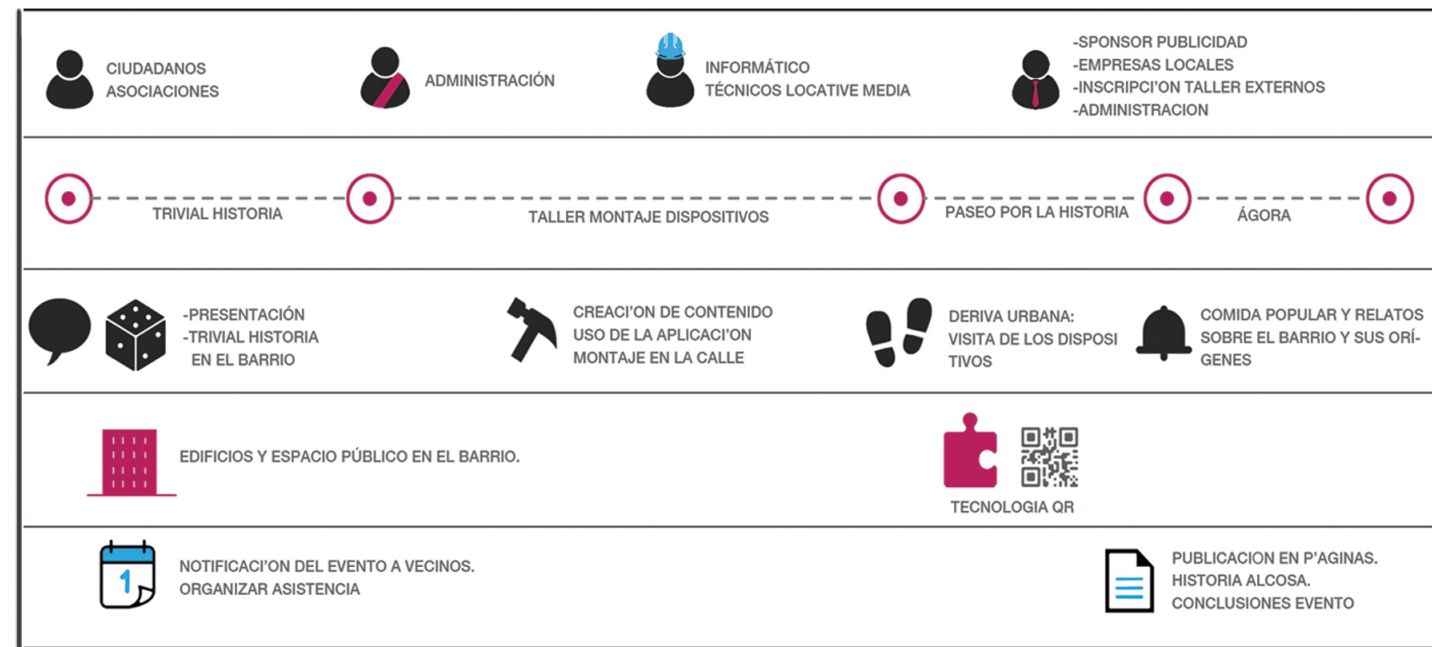 CIUDADANOS
ASOCIACIONES
ADMINISTRACIÓN
INFORMÁTICO
TÉCNICOS LOCATIVE MEDIA
-SPONSOR PUBLICIDAD
-EMPRESAS LOCALES
-INSCRIPCI'ON TALLER EXTERNOS
-ADMINISTRACION
TRIVIAL HISTORIA
TALLER MONTAJE DISPOSITIVOS
PASEO POR LA HISTORIA
ÁGORA
-PRESENTACIÓN
-TRIVIAL HISTORIA
EN EL BARRIO
CREACI'ON DE CONTENIDO
USO DE LA APLICACI'ON
MONTAJE EN LA CALLE
DERIVA URBANA:
VISITA DE LOS DISPOSI
TIVOS
COMIDA POPULAR Y RELATOS
SOBRE EL BARRIO Y SUS ORÍ-
GENES
EDIFICIOS Y ESPACIO PÚBLICO EN EL BARRIO.
TECNOLOGIA QR
1
NOTIFICACI'ON DEL EVENTO A VECINOS.
ORGANIZAR ASISTENCIA
PUBLICACION EN P'AGINAS.
HISTORIA ALCOSA.
CONCLUSIONES EVENTO